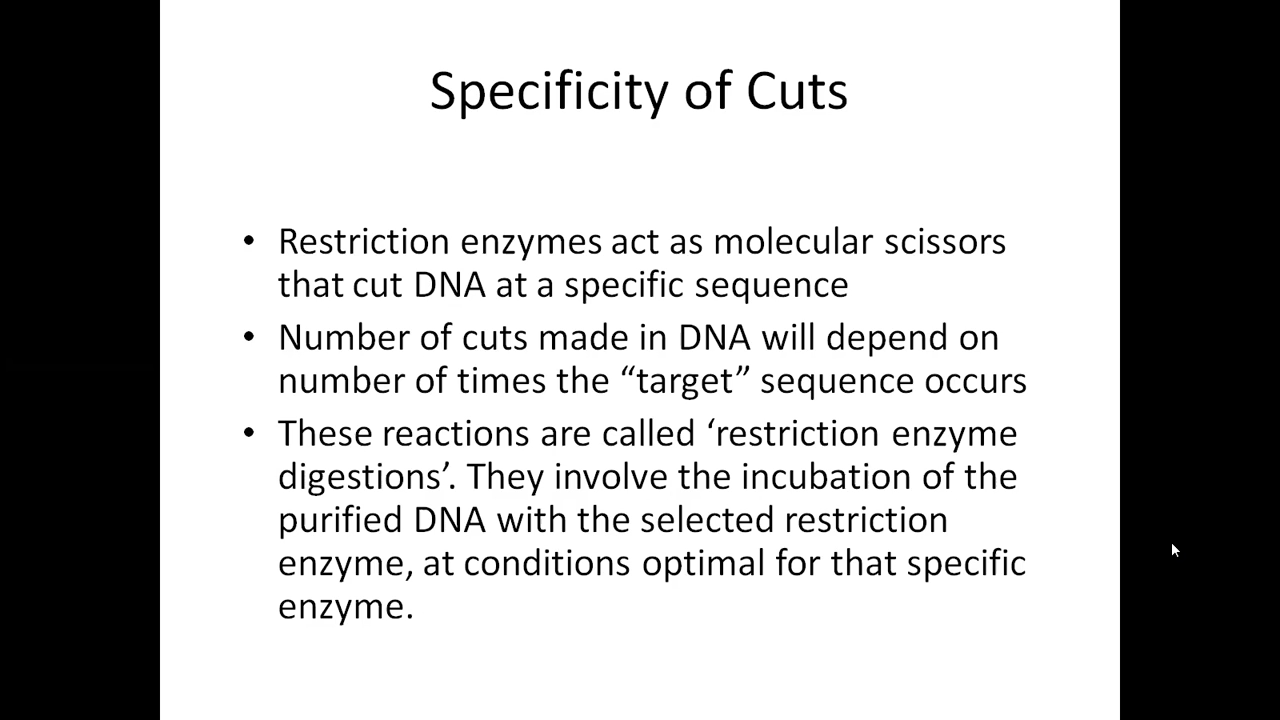 Specificity of Cuts
• Restriction enzymes act as molecular scissors
that cut DNA at a specific sequence
• Number of cuts made in DNA will depend on
number of times the “target” sequence occurs
• These reactions are called ‘restriction enzyme
digestions’. They involve the incubation of the
purified DNA with the selected restriction
enzyme, at conditions optimal for that specific
enzyme.